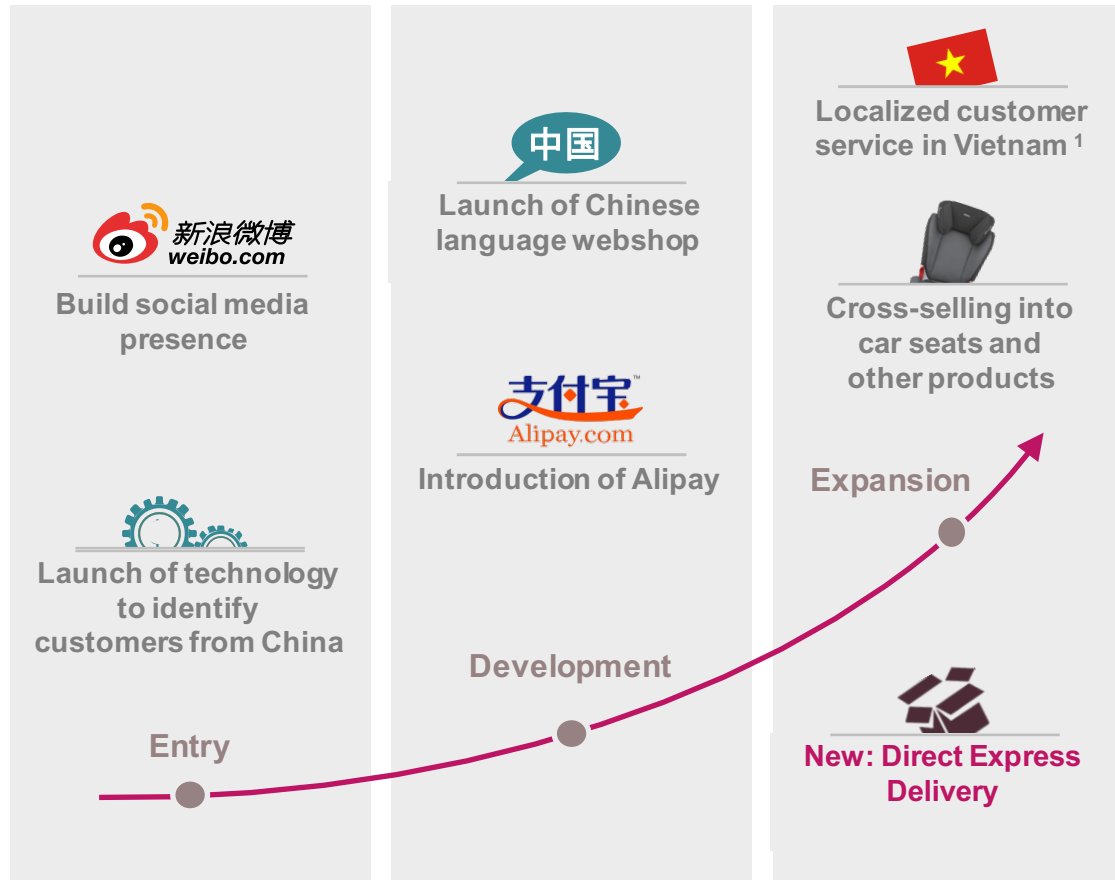 新浪微博
weibo.com
Build social media
presence
Launch of technology
to identify
customers from China
Entry
中国
Launch of Chinese
language webshop
支付宝™
Alipay.com
Introduction of Alipay
Development
Localized customer
service in Vietnam ¹
Cross-selling into
car seats and
other products
Expansion
New: Direct Express
Delivery